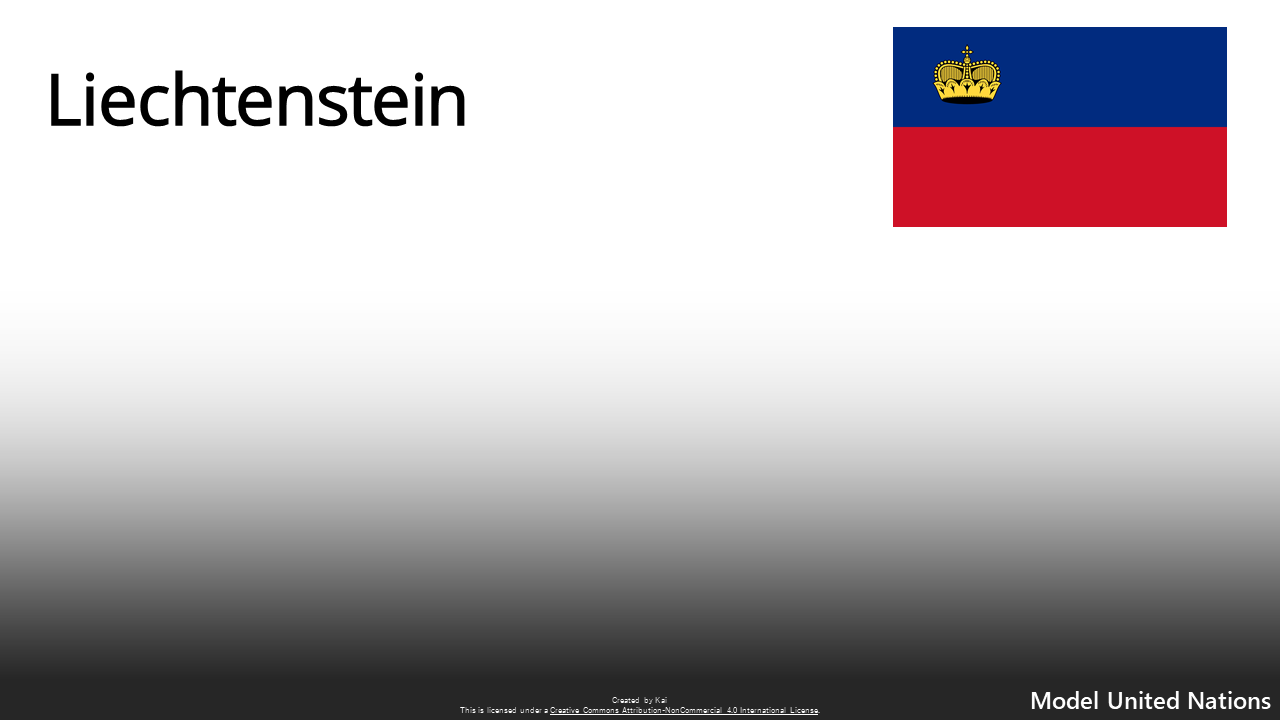 Liechtenstein
Created by Kai
This is licensed under a Creative Commons Attribution-NonCommercial 4.0 International License.
Model United Nations